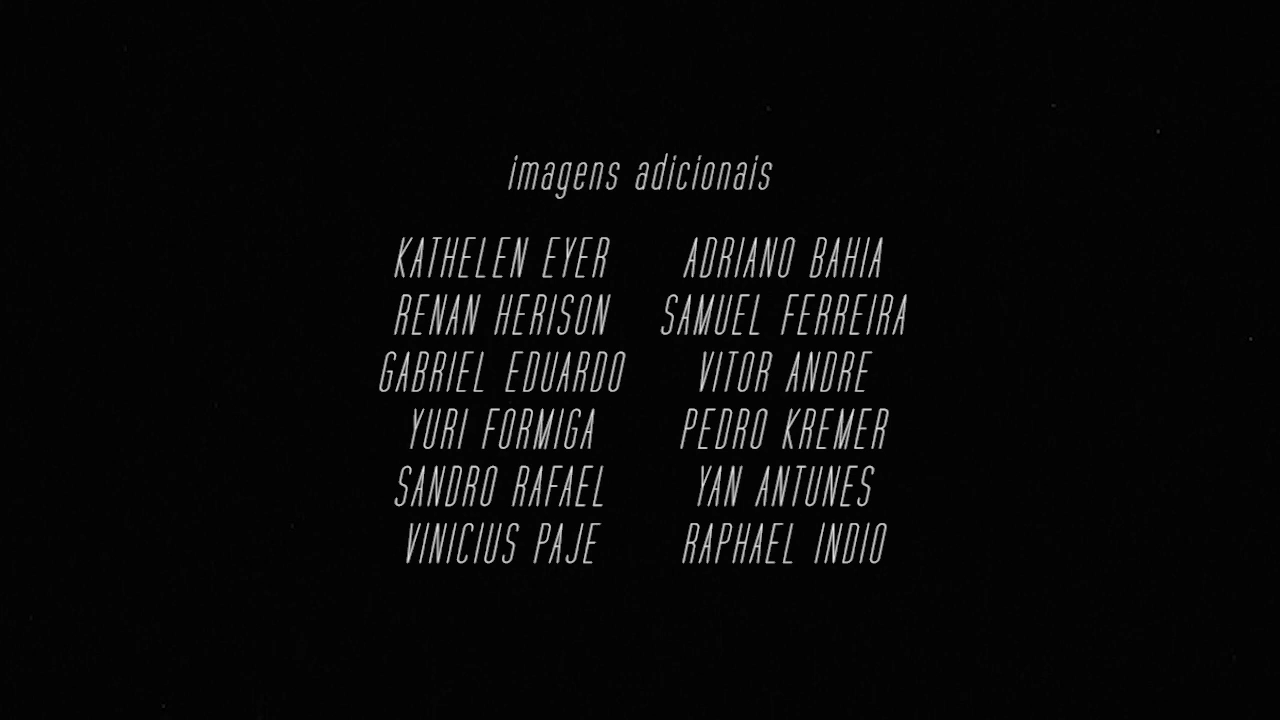 imagens adicionais
KATHELEN EYER
RENAN HERISON
GABRIEL EDUARDO
YURI FORMIGA
SANDRO RAFAEL
VINICIUS PAJE
ADRIANO BAHIA
SAMUEL FERREIRA
VITOR ANDRE
PEDRO KREMER
YAN ANTUNES
RAPHAEL INDIO